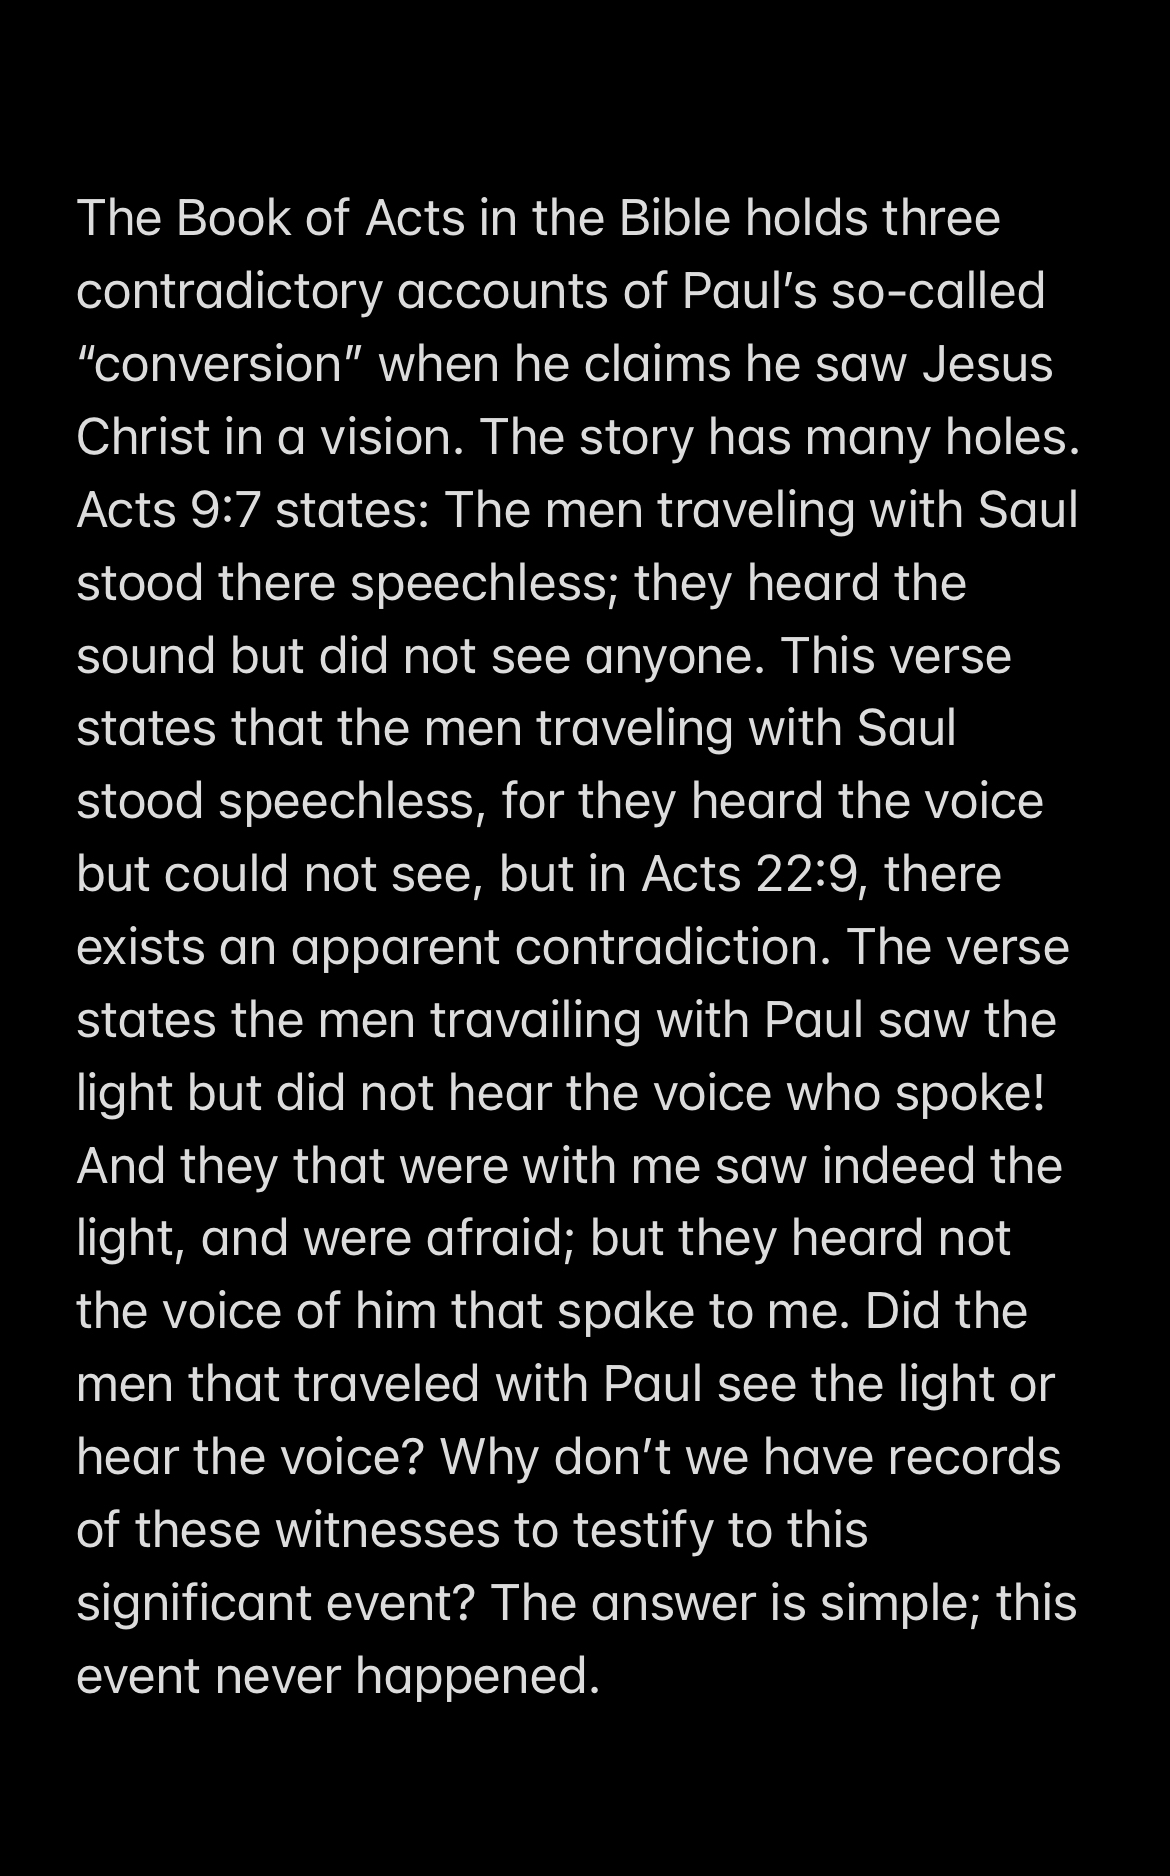 The Book of Acts in the Bible holds three
contradictory accounts of Paul’s so-called
“conversion” when he claims he saw Jesus
Christ in a vision. The story has many holes.
Acts 9:7 states: The men traveling with Saul
stood there speechless; they heard the
sound but did not see anyone. This verse
states that the men traveling with Saul
stood speechless, for they heard the voice
but could not see, but in Acts 22:9, there
exists an apparent contradiction. The verse
states the men travailing with Paul saw the
light but did not hear the voice who spoke!
And they that were with me saw indeed the
light, and were afraid; but they heard not
the voice of him that spake to me. Did the
men that traveled with Paul see the light or
hear the voice? Why don’t we have records
of these witnesses to testify to this
significant event? The answer is simple; this
event never happened.